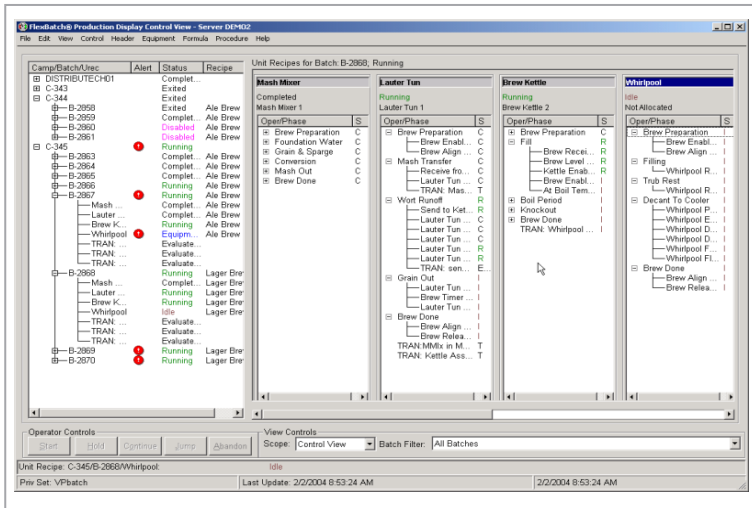 FlexBatch® Production Display Control View - Server DEMO2
File Edit View Control Header Equipment Formula Procedure Help
Camp/Batch/Urec Alert Status Recipe
DISTRIBUTECH01 Complet...
C-343 Exited
C-344 Exited
B-2858 Exited Ale Brew
B-2859 Complet... Ale Brew
B-2860 Disabled Ale Brew
B-2861 Disabled Ale Brew
C-345 Running
B-2863 Complet... Ale Brew
B-2864 Complet... Ale Brew
B-2865 Complet... Ale Brew
B-2866 Running Ale Brew
B-2867 Running Ale Brew
Mash ... Complet... Ale Brew
Lauter ... Complet... Ale Brew
Brew K... Running Ale Brew
Whirlpool Equipm... Ale Brew
TRAN: ... Evaluate...
TRAN: ... Evaluate...
TRAN: ... Evaluate...
B-2868 Running Lager Bre
Mash ... Complet... Lager Bre
Lauter ... Running Lager Bre
Brew K... Running Lager Bre
Whirlpool Idle Lager Bre
TRAN: ... Evaluate...
TRAN: ... Evaluate...
TRAN: ... Evaluate...
B-2869 Running Lager Bre
B-2870 Running Lager Bre
Unit Recipes for Batch: B-2868; Running
Mash Mixer
Completed
Mash Mixer 1
Oper/Phase S
Brew Preparation C
Foundation Water C
Grain & Sparge C
Conversion C
Mash Out C
Brew Done C
Lauter Tun
Running
Lauter Tun 1
Oper/Phase S
Brew Preparation C
Brew Enabl... C
Brew Align ... C
Mash Transfer C
Receive fro... C
Lauter Tun ... C
TRAN: Mas... T
Wort Runoff R
Send to Ket... R
Lauter Tun ... C
Lauter Tun ... C
Lauter Tun ... C
Lauter Tun ... R
Lauter Tun ... R
TRAN: sen... E...
Grain Out I
Lauter Tun ... I
Brew Timer ... I
Lauter Tun ... I
Brew Done I
Brew Align ... I
Brew Relea... I
TRAN:MMix in M... T
TRAN: Kettle Ass... T
Brew Kettle
Running
Brew Kettle 2
Oper/Phase S
Brew Preparation C
Fill R
Brew Recei... R
Brew Level ... R
Kettle Enab... R
Brew Enabl... I
At Boil Tem... I
Boil Period I
Knockout I
Brew Done I
TRAN: Whirlpool ... I
Whirlpool
Idle
Not Allocated
Oper/Phase S
Brew Preparation I
Brew Enabl... I
Brew Align ... I
Filling I
Whirlpool R... I
Trub Rest I
Whirlpool R... I
Decant To Cooler I
Whirlpool P... I
Whirlpool E... I
Whirlpool D... I
Whirlpool D... I
Whirlpool F... I
Whirlpool Fl... I
Brew Done I
Brew Align ... I
Brew Relea... I
Operator Controls
Start Hold Continue Jump Abandon
View Controls
Scope: Control View Batch Filter: All Batches
Unit Recipe: C-345/B-2868/Whirlpool: Idle
Priv Set: VPbatch Last Update: 2/2/2004 8:53:24 AM 2/2/2004 8:53:24 AM